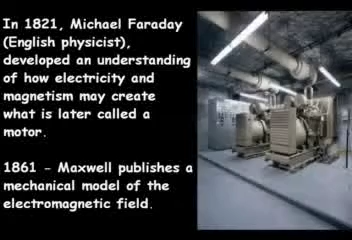 In 1821, Michael Faraday
(English physicist),
developed an understanding
of how electricity and
magnetism may create
what is later called a
motor.
1861 - Maxwell publishes a
mechanical model of the
electromagnetic field.